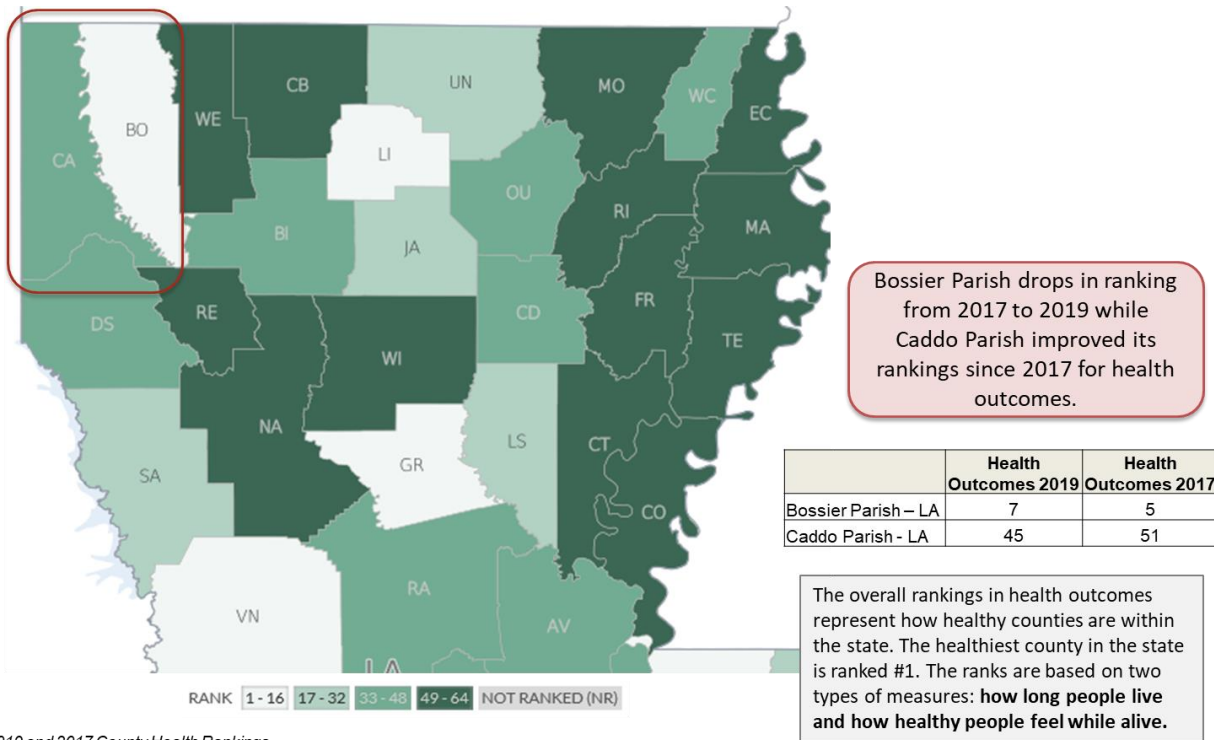 CB
UN
MO
WC
EC
WE
BO
CA
LI
OU
RI
MA
BI
JA
FR
DS
RE
CD
TE
WI
NA
GR
LS
CT
SA
CO
VN
RA
AV
LA
RANK 1 - 16 17 - 32 33 - 48 49 - 64 NOT RANKED (NR)
Bossier Parish drops in ranking
from 2017 to 2019 while
Caddo Parish improved its
rankings since 2017 for health
outcomes.
Health Health
Outcomes 2019 Outcomes 2017
Bossier Parish – LA 7 5
Caddo Parish - LA 45 51
The overall rankings in health outcomes
represent how healthy counties are within
the state. The healthiest county in the state
is ranked #1. The ranks are based on two
types of measures: how long people live
and how healthy people feel while alive.
and 2017 County Health Rankings